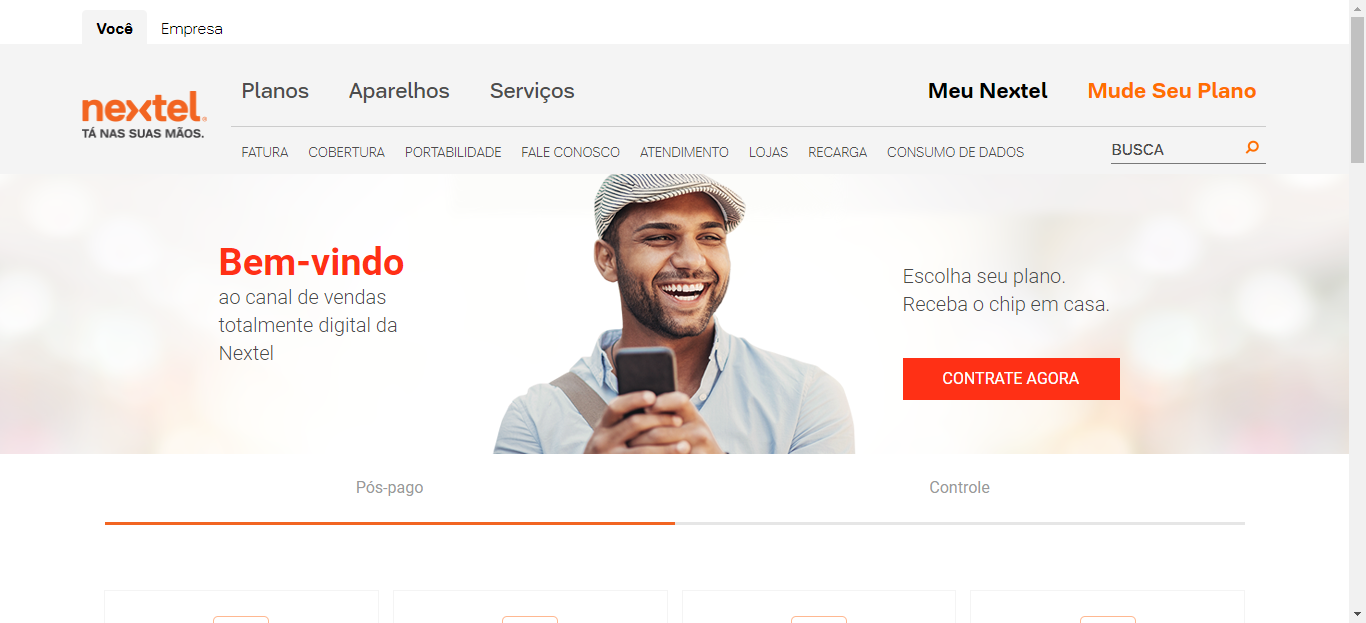 Você Empresa
Planos Aparelhos Serviços Meu Nextel Mude Seu Plano
nextel
TÁ NAS SUAS MÃOS.
FATURA COBERTURA PORTABILIDADE FALE CONOSCO ATENDIMENTO LOJAS RECARGA CONSUMO DE DADOS BUSCA
Bem-vindo
ao canal de vendas
totalmente digital da
Nextel
Escolha seu plano.
Receba o chip em casa.
CONTRATE AGORA
Pós-pago Controle